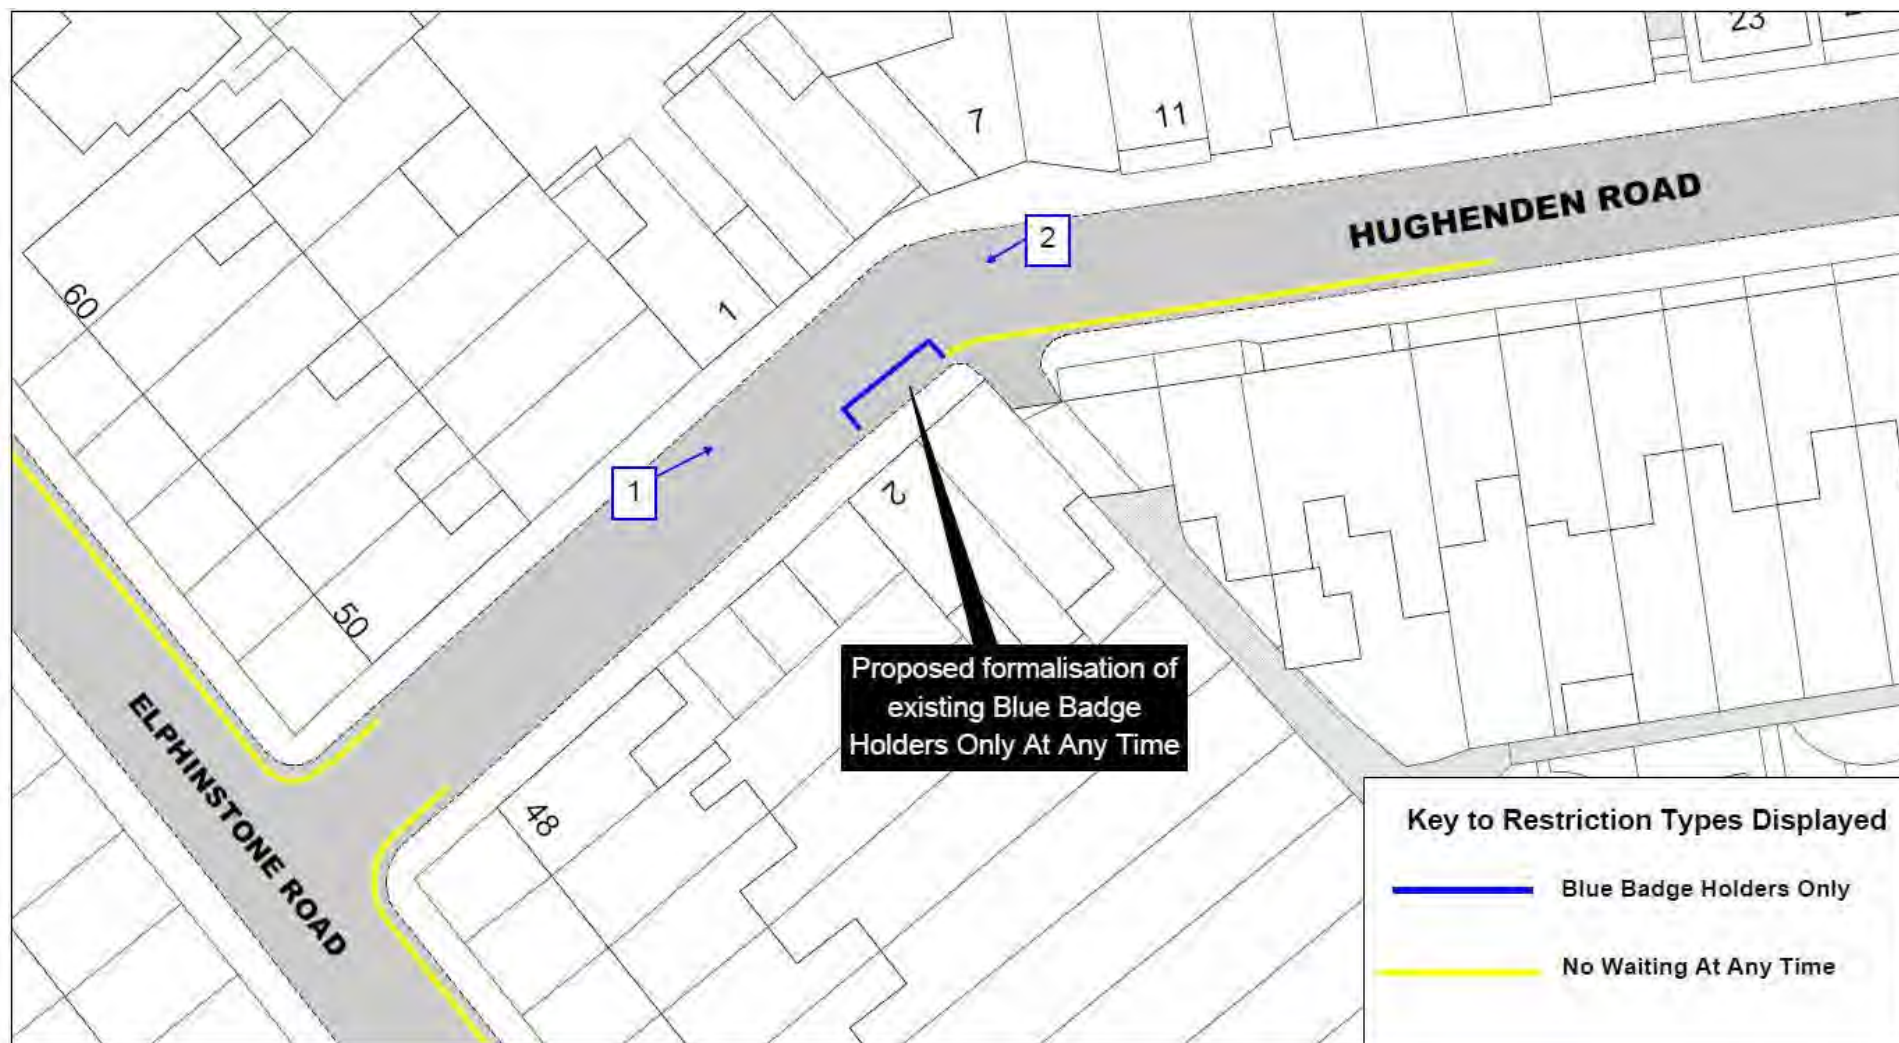 23
7
11
HUGHENDEN ROAD
2
60
1
1
2
50
Proposed formalisation of
existing Blue Badge
Holders Only At Any Time
ELPHINSTONE ROAD
48
Key to Restriction Types Displayed
Blue Badge Holders Only
No Waiting At Any Time